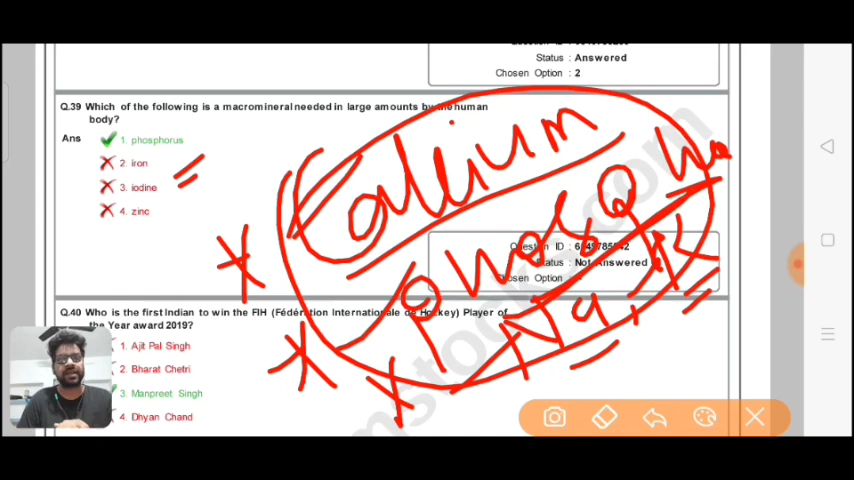 Status : Answered
Chosen Option : 2
Q.39 Which of the following is a macromineral needed in large amounts by the human
body?
Ans
1. phosphorus
2. iron
3. iodine
4. zinc
Calcium
Phosphho
Na, K
Question ID :
Status : Not Answered
Chosen Option :
Q.40 Who is the first Indian to win the FIH (Fédération Internationale de Hockey) Player of
the Year award 2019?
1. Ajit Pal Singh
2. Bharat Chetri
3. Manpreet Singh
4. Dhyan Chand